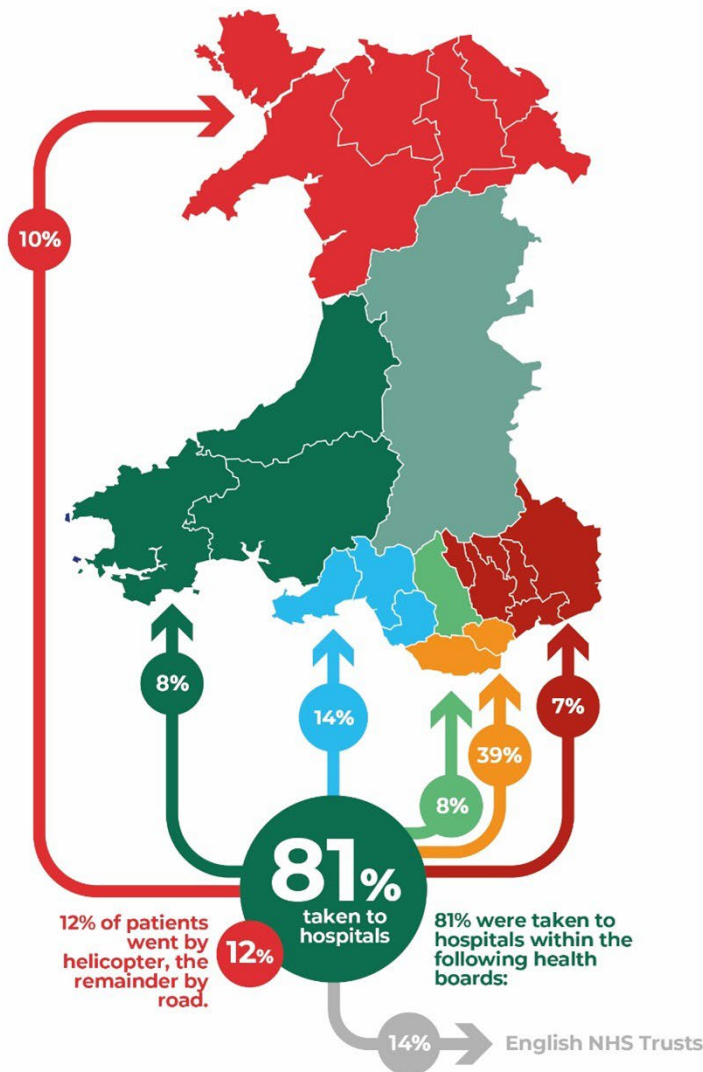 10%
8%
14%
8%
39%
7%
81%
taken to
hospitals
12% of patients
went by
helicopter, the
remainder by
road.
12%
81% were taken to
hospitals within the
following health
boards:
14%
English NHS Trusts